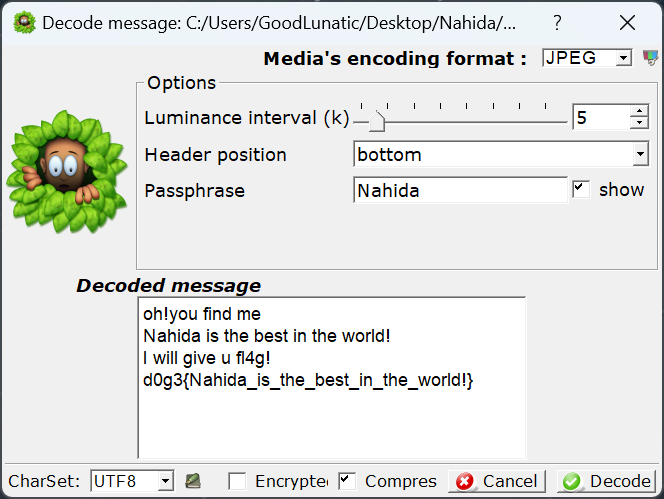 Decode message: C:/Users/GoodLunatic/Desktop/Nahida/...
?
Media's encoding format : JPEG
Options
Luminance interval (k) 5
Header position bottom
Passphrase Nahida show
Decoded message
oh!you find me
Nahida is the best in the world!
I will give u fl4g!
d0g3{Nahida_is_the_best_in_the_world!}
CharSet: UTF8 Encrypted Compres Cancel Decode